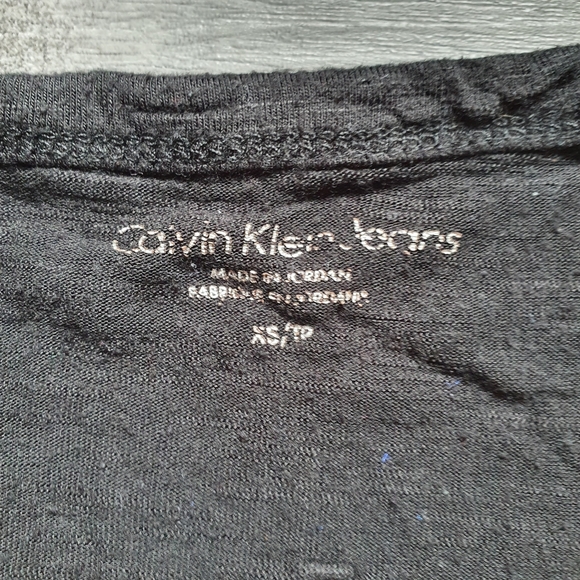 Calvin Klein Jeans
MADE IN JORDAN
FABRIQUÉ EN JORDANIE
XS/TP